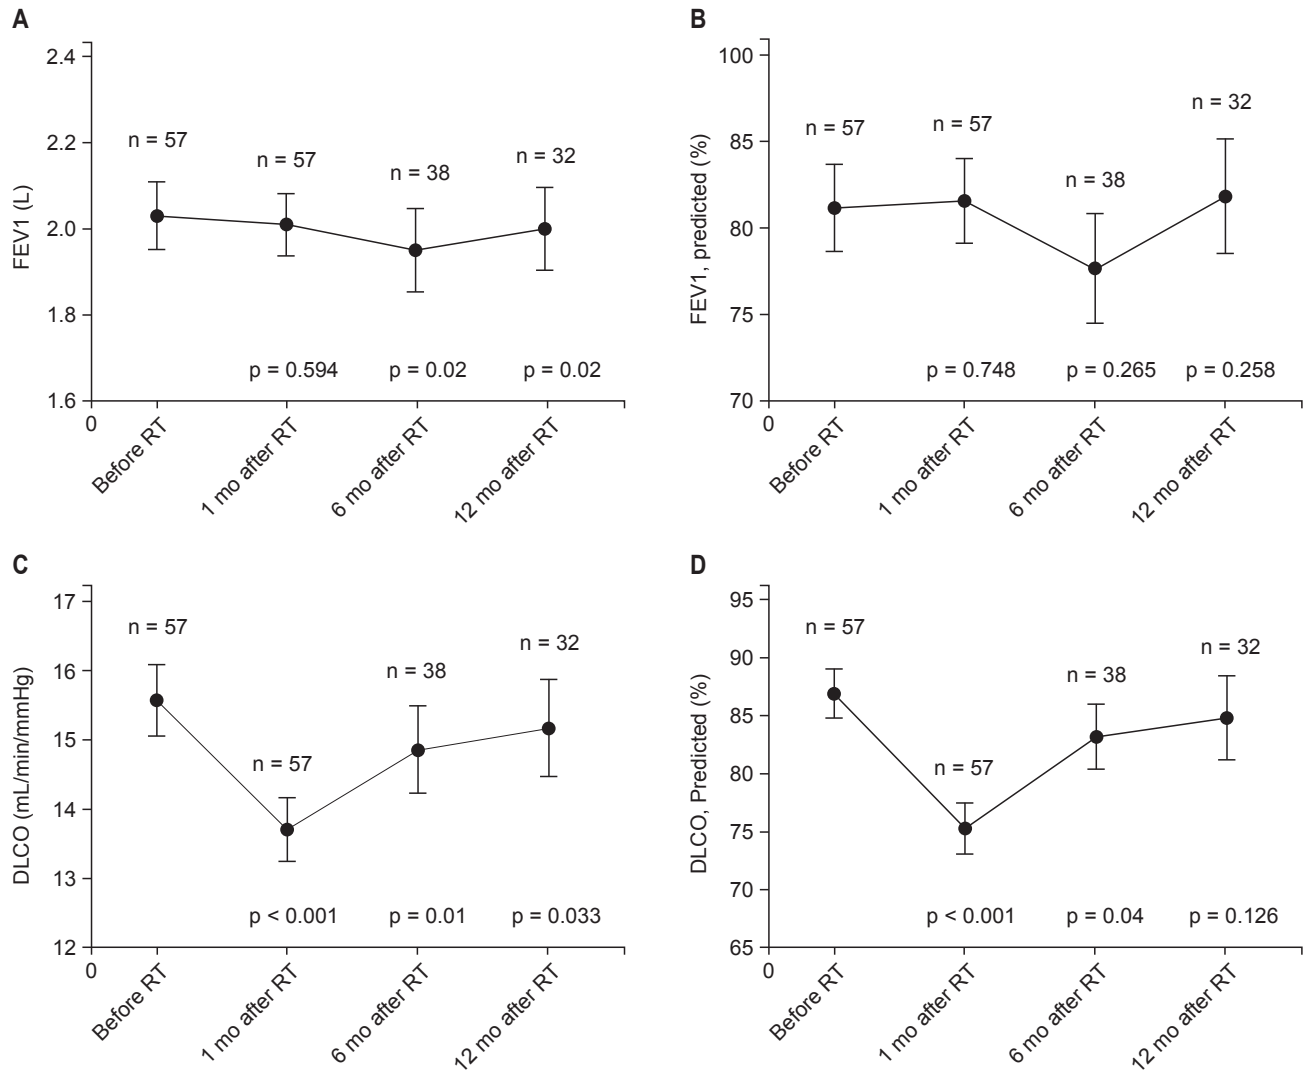 A
FEV1 (L)
2.4
2.2
2.0
1.8
1.6
0
n = 57
n = 57
n = 38
n = 32
p = 0.594
p = 0.02
p = 0.02
Before RT
1 mo after RT
6 mo after RT
12 mo after RT
B
FEV1, predicted (%)
100
85
80
75
70
0
n = 57
n = 57
n = 38
n = 32
p = 0.748
p = 0.265
p = 0.258
Before RT
1 mo after RT
6 mo after RT
12 mo after RT
C
DLCO (mL/min/mmHg)
17
16
15
14
13
12
0
n = 57
n = 57
n = 38
n = 32
p < 0.001
p = 0.01
p = 0.033
Before RT
1 mo after RT
6 mo after RT
12 mo after RT
D
DLCO, Predicted (%)
95
90
85
80
75
70
65
0
n = 57
n = 57
n = 38
n = 32
p < 0.001
p = 0.04
p = 0.126
Before RT
1 mo after RT
6 mo after RT
12 mo after RT